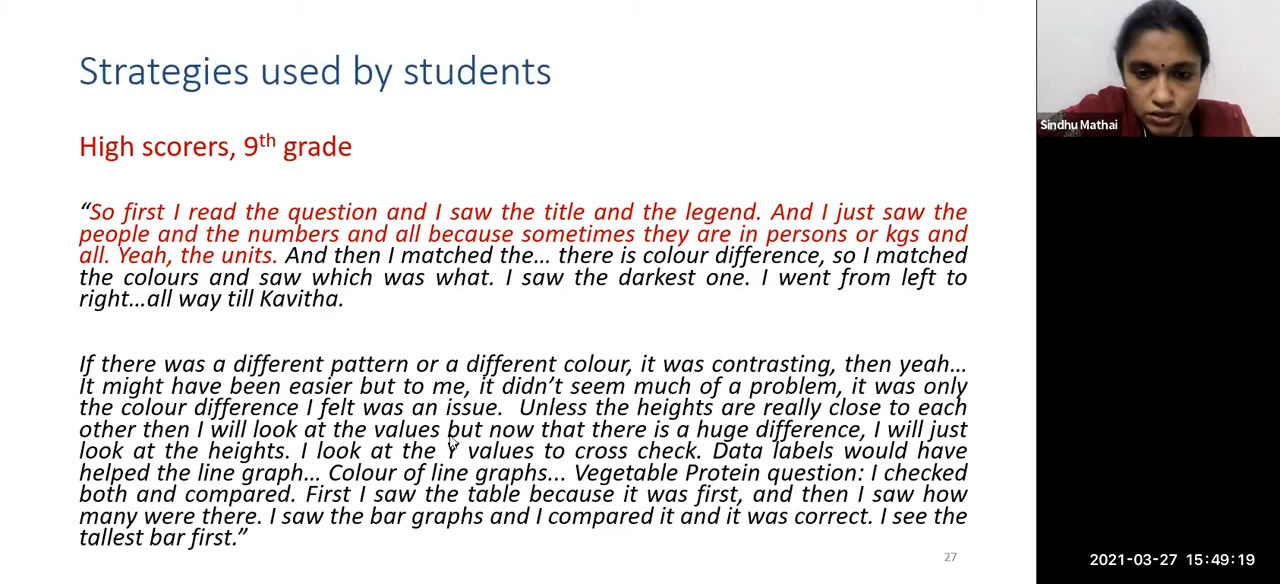 Strategies used by students
High scorers, 9th grade
“So first I read the question and I saw the title and the legend. And I just saw the
people and the numbers and all because sometimes they are in persons or kgs and
all. Yeah, the units. And then I matched the… there is colour difference, so I matched
the colours and saw which was what. I saw the darkest one. I went from left to
right…all way till Kavitha.
If there was a different pattern or a different colour, it was contrasting, then yeah…
It might have been easier but to me, it didn’t seem much of a problem, it was only
the colour difference I felt was an issue. Unless the heights are really close to each
other then I will look at the values but now that there is a huge difference, I will just
look at the heights. I look at the Y values to cross check. Data labels would have
helped the line graph… Colour of line graphs... Vegetable Protein question: I checked
both and compared. First I saw the table because it was first, and then I saw how
many were there. I saw the bar graphs and I compared it and it was correct. I see the
tallest bar first.”
27
Sindhu Mathai
2021-03-27 15:49:19